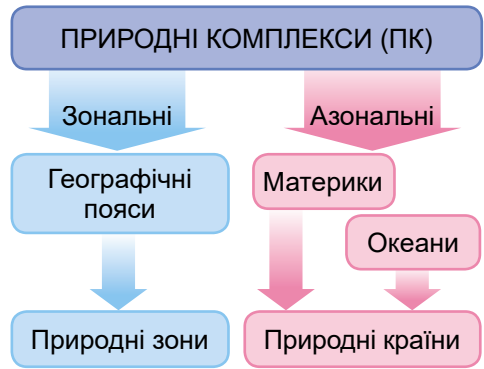 ПРИРОДНІ КОМПЛЕКСИ (ПК)
Зональні
Азональні
Географічні
пояси
Материки
Океани
Природні зони
Природні країни